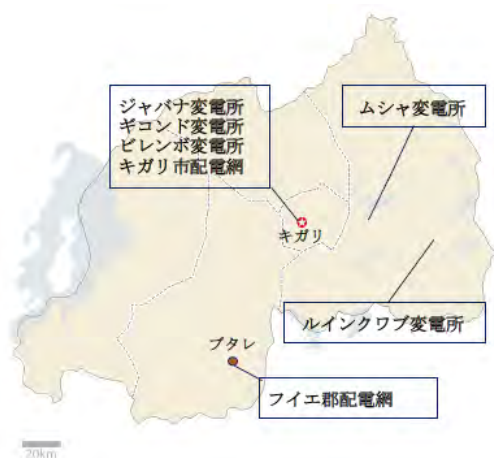 ジャバナ変電所
ギコンド変電所
ビレンボ変電所
キガリ市配電網
ムシャ変電所
キガリ
ルインクワブ変電所
ブタレ
フイエ郡配電網
20km